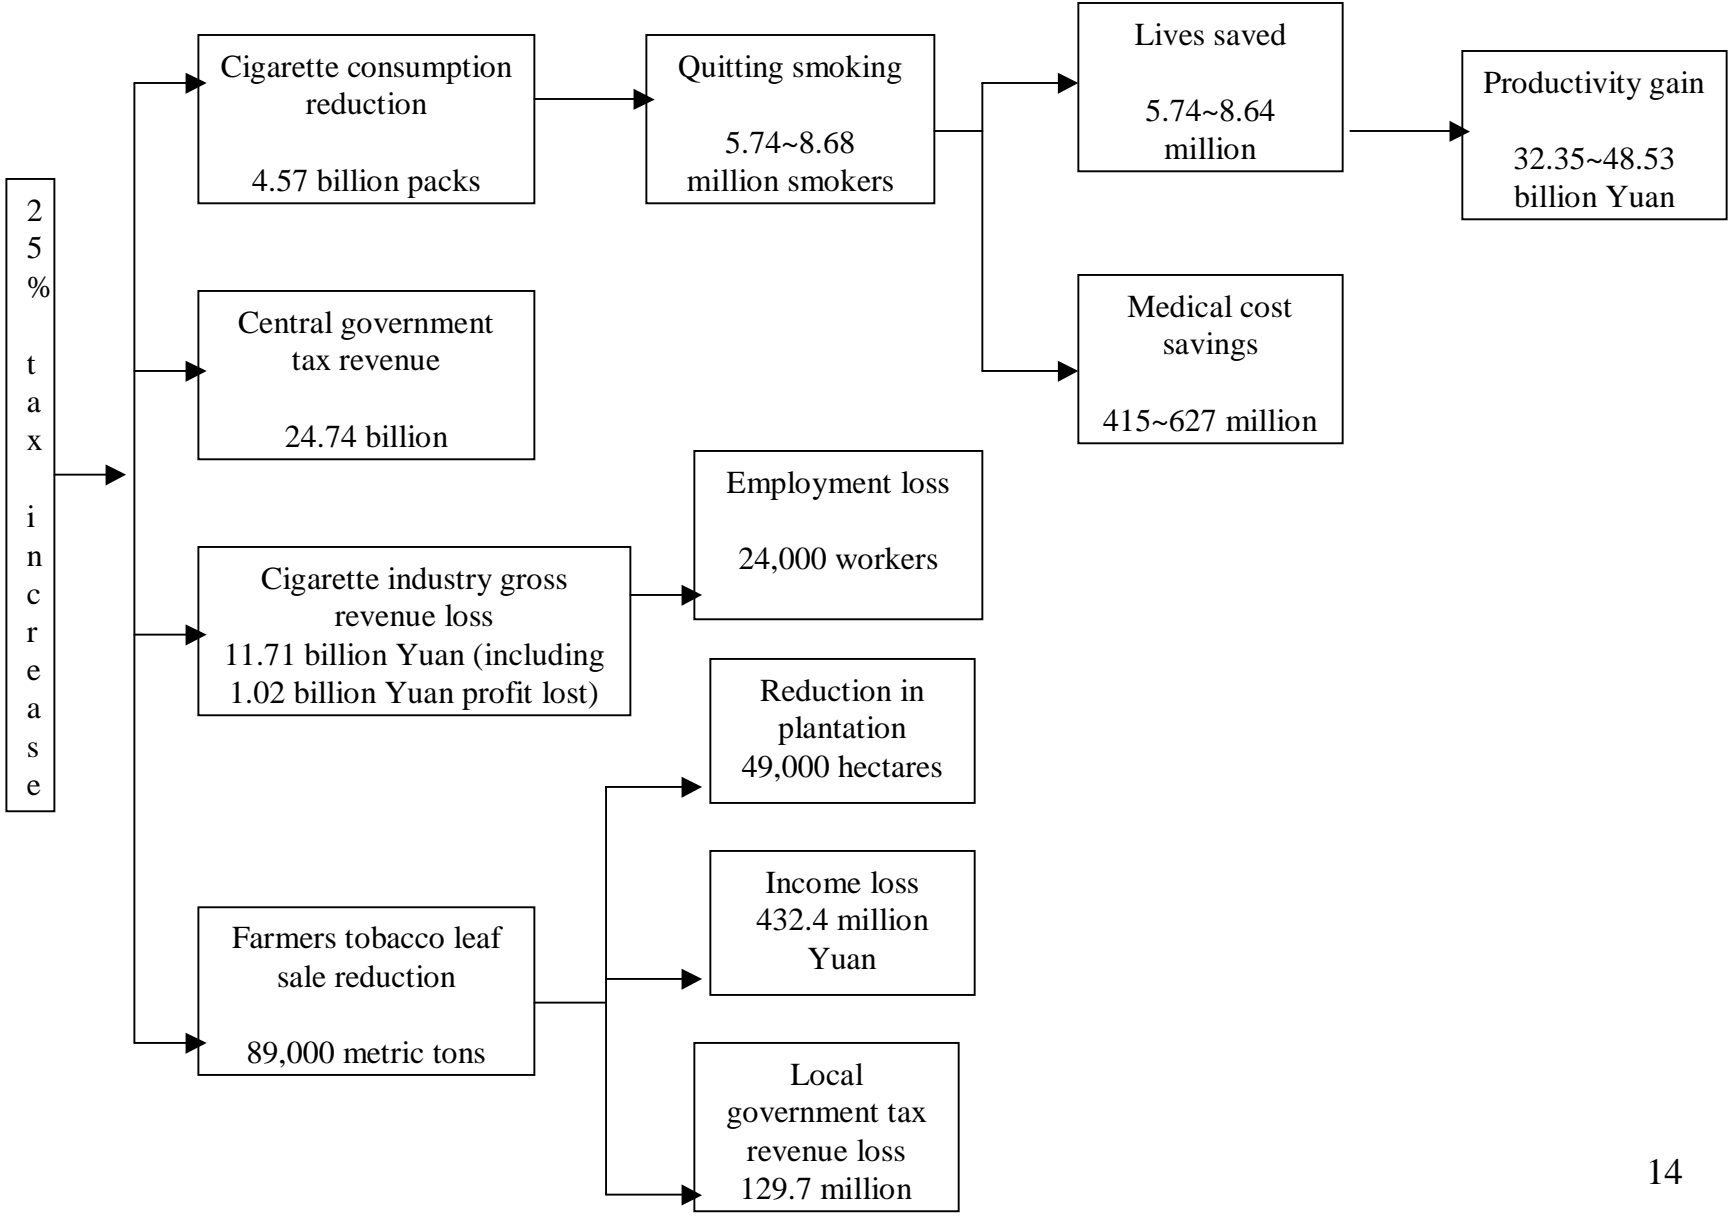 25% tax increase
Cigarette consumption
reduction
4.57 billion packs
Quitting smoking
5.74~8.68
million smokers
Lives saved
5.74~8.64
million
Productivity gain
32.35~48.53
billion Yuan
Medical cost
savings
415~627 million
Central government
tax revenue
24.74 billion
Cigarette industry gross
revenue loss
11.71 billion Yuan (including
1.02 billion Yuan profit lost)
Employment loss
24,000 workers
Farmers tobacco leaf
sale reduction
89,000 metric tons
Reduction in
plantation
49,000 hectares
Income loss
432.4 million
Yuan
Local
government tax
revenue loss
129.7 million
14